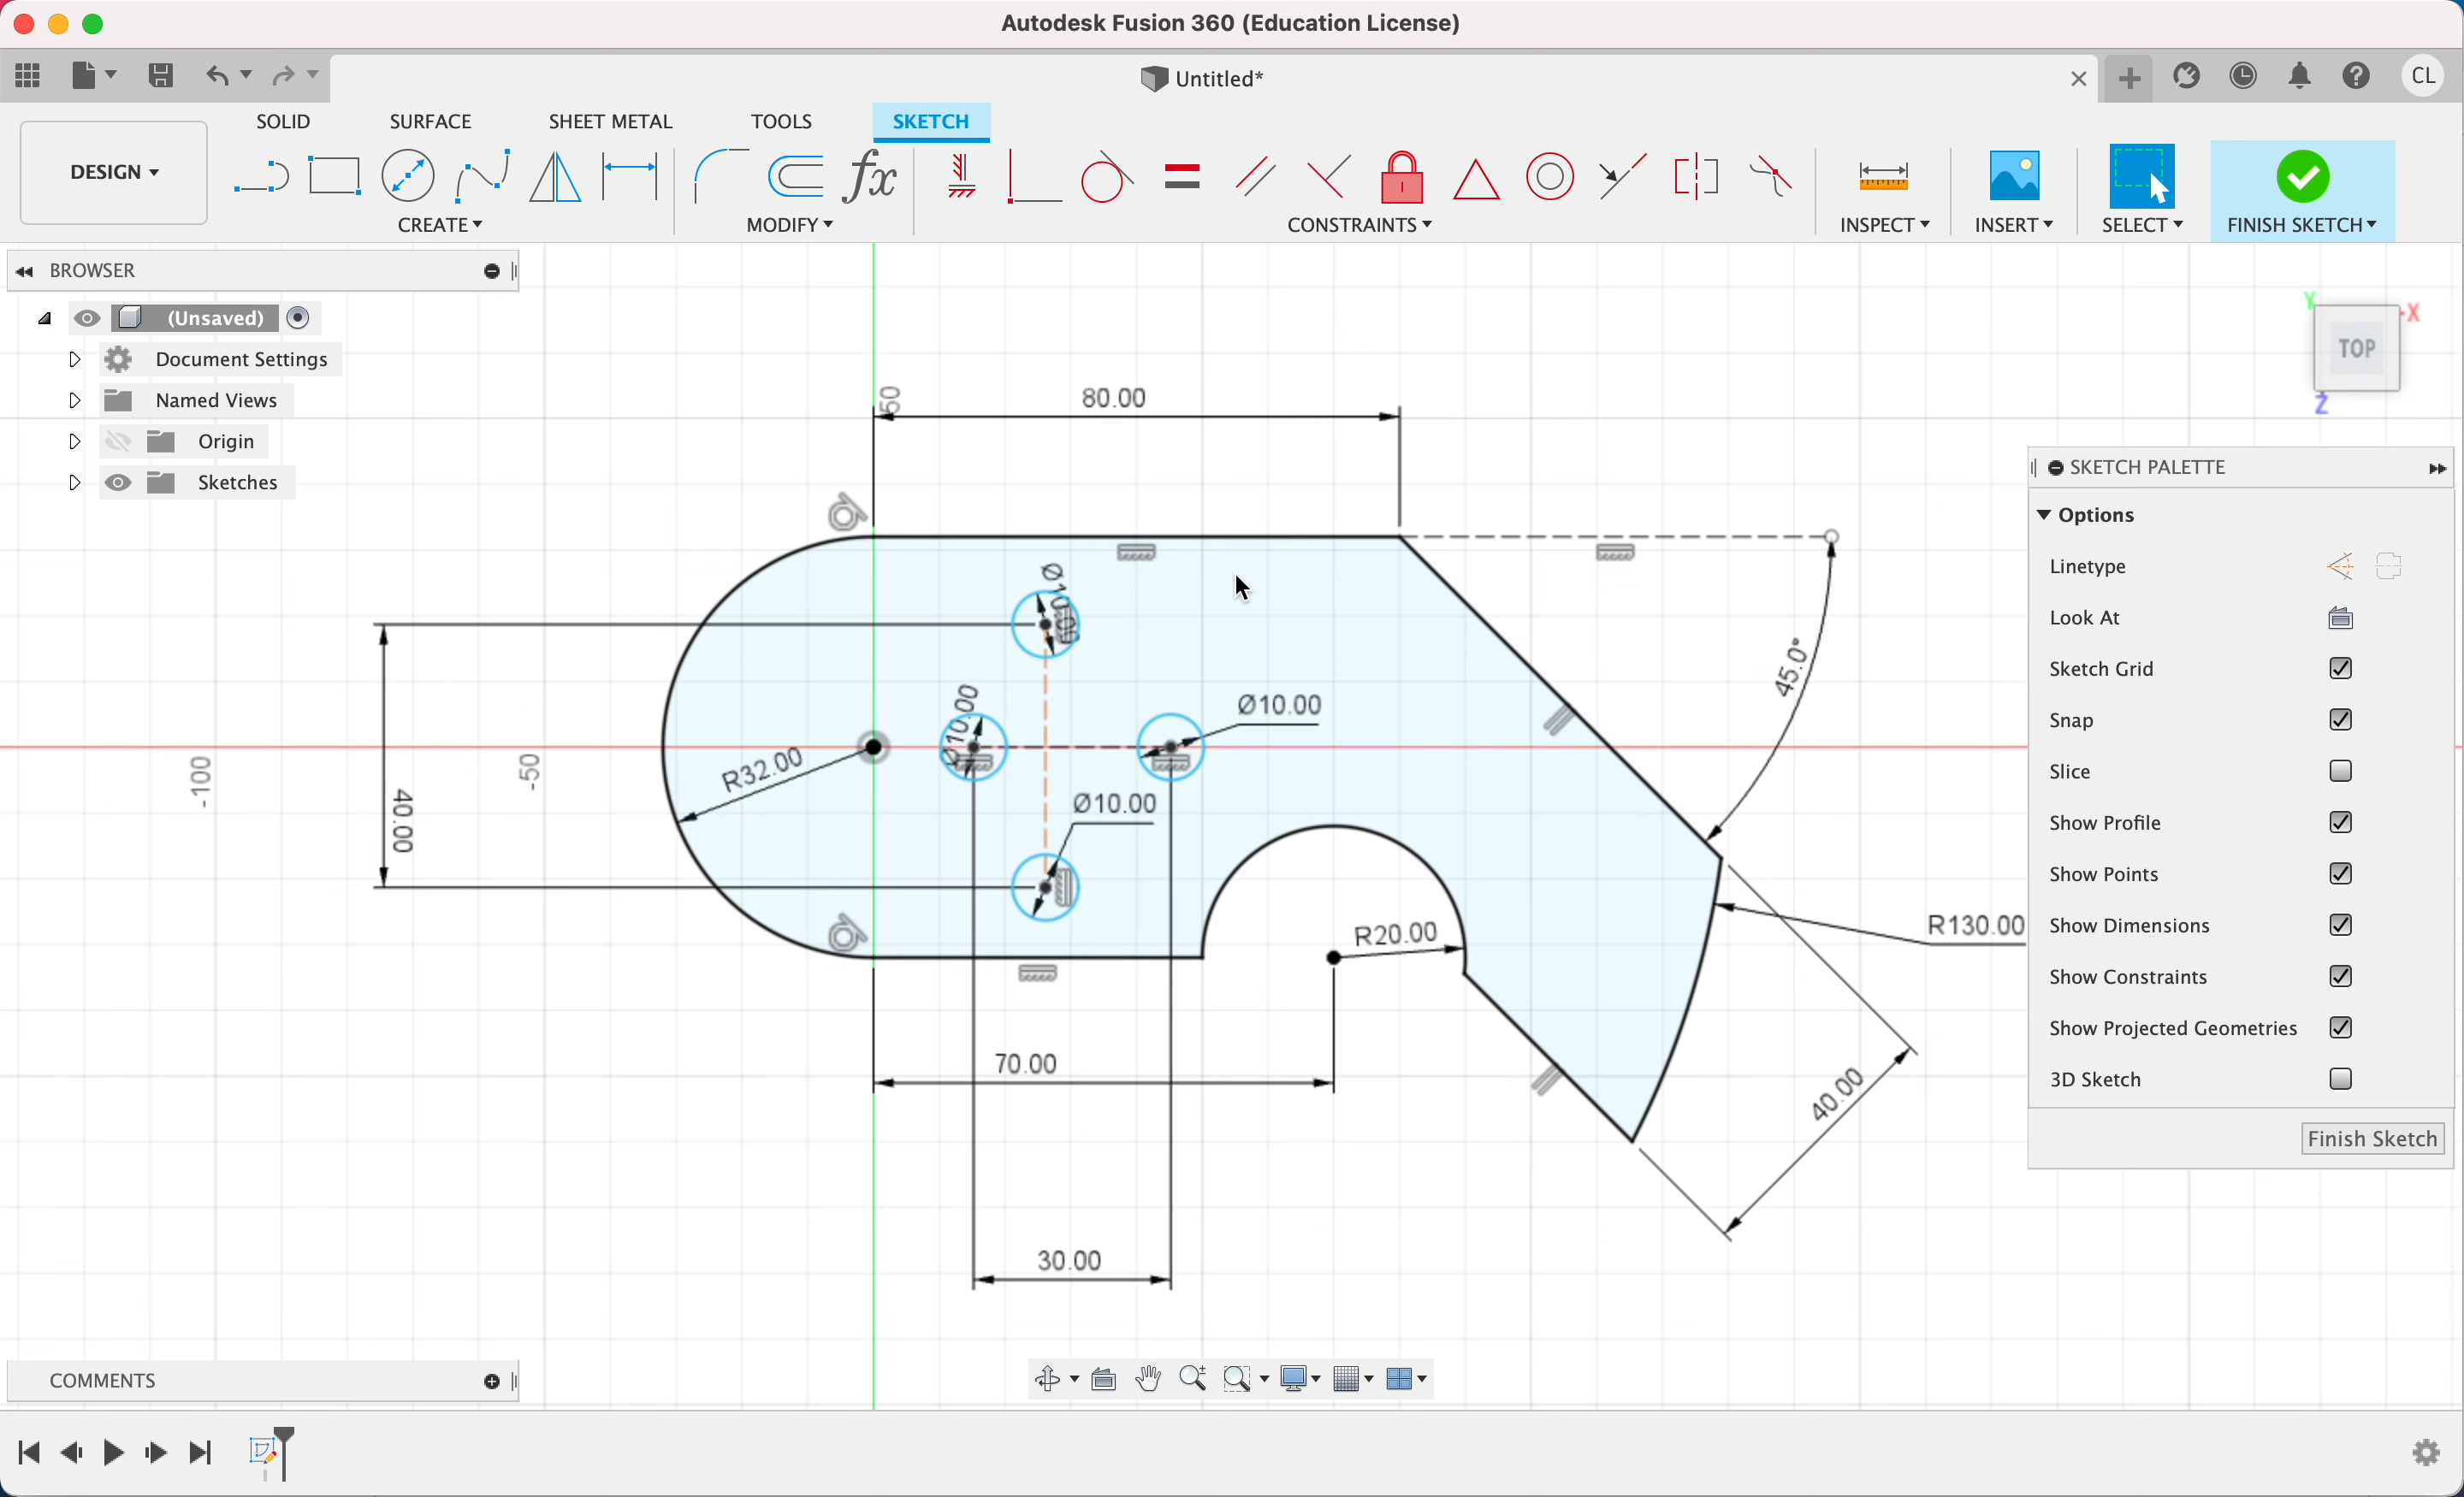 Autodesk Fusion 360 (Education License)
Untitled*
CL
SOLID SURFACE SHEET METAL TOOLS SKETCH
DESIGN
fx
CREATE MODIFY CONSTRAINTS INSPECT INSERT SELECT FINISH SKETCH
BROWSER
(Unsaved)
Document Settings
Named Views
Origin
Sketches
Y
X
TOP
Z
50
80.00
Ø10.00
Ø10.00
Ø10.00
45.0°
R32.00
-100
-50
40.00
Ø10.00
R20.00
R130.00
70.00
40.00
30.00
SKETCH PALETTE
Options
Linetype
Look At
Sketch Grid
Snap
Slice
Show Profile
Show Points
Show Dimensions
Show Constraints
Show Projected Geometries
3D Sketch
Finish Sketch
COMMENTS